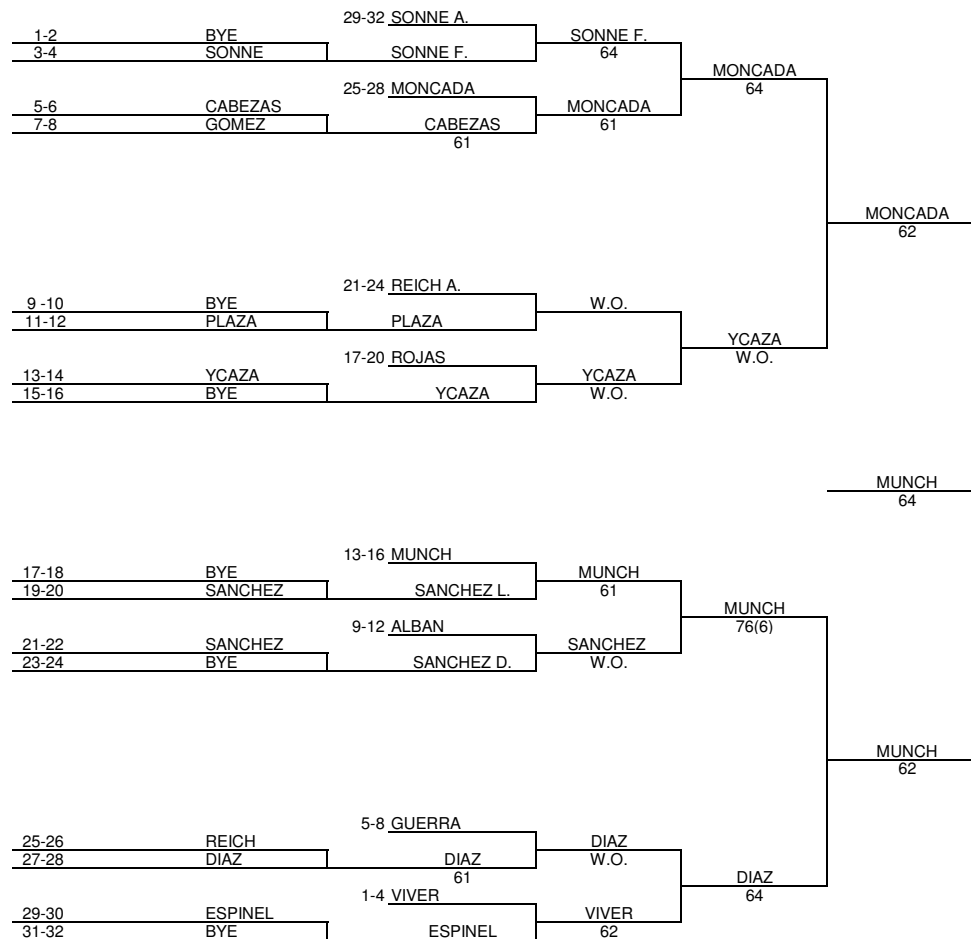 29-32 SONNE A.
1-2 BYE SONNE F.
3-4 SONNE SONNE F. 64
MONCADA
25-28 MONCADA 64
5-6 CABEZAS MONCADA
7-8 GOMEZ CABEZAS 61
61
MONCADA
62
21-24 REICH A.
9 -10 BYE W.O.
11-12 PLAZA PLAZA
YCAZA
17-20 ROJAS W.O.
13-14 YCAZA YCAZA
15-16 BYE YCAZA W.O.
MUNCH
64
13-16 MUNCH
17-18 BYE MUNCH
19-20 SANCHEZ SANCHEZ L. 61
MUNCH
9-12 ALBAN 76(6)
21-22 SANCHEZ SANCHEZ
23-24 BYE SANCHEZ D. W.O.
MUNCH
62
5-8 GUERRA
25-26 REICH DIAZ
27-28 DIAZ DIAZ W.O.
61 DIAZ
1-4 VIVER 64
29-30 ESPINEL VIVER
31-32 BYE ESPINEL 62